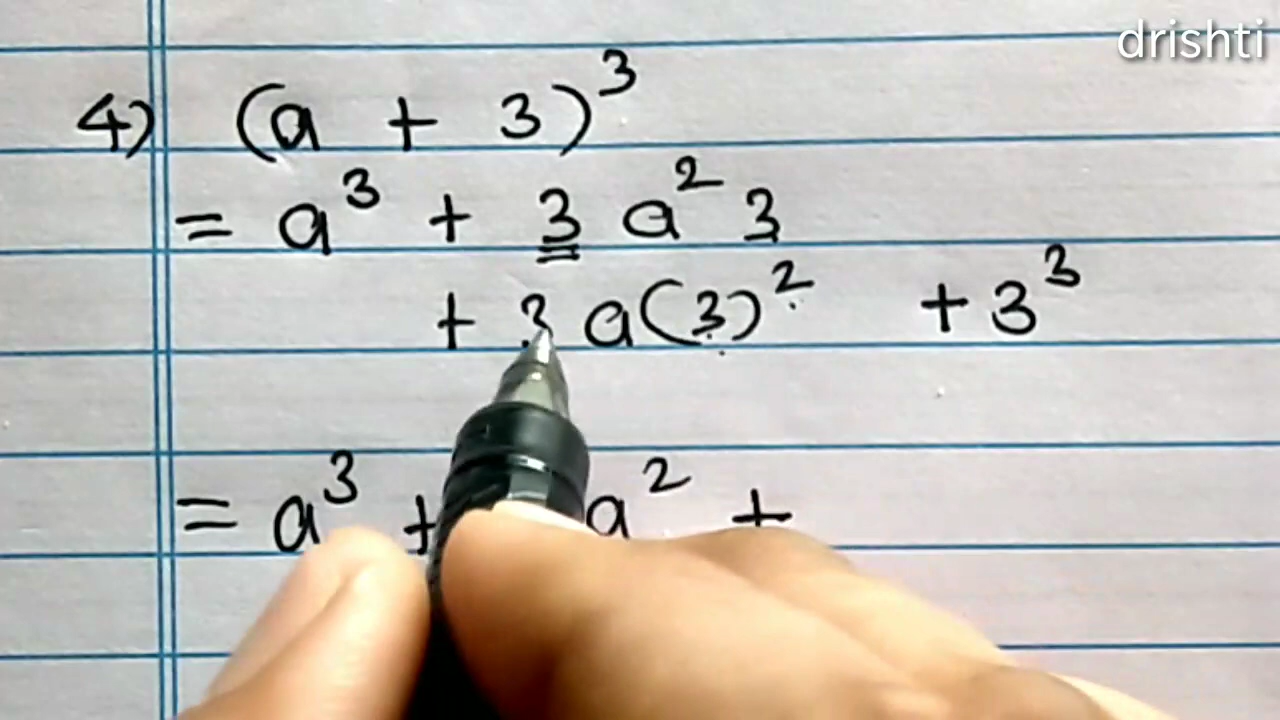 drishti
4) (a + 3)³
= a³ + 3 a² 3
+ 3 a(3)² + 3³
= a³ + a² +